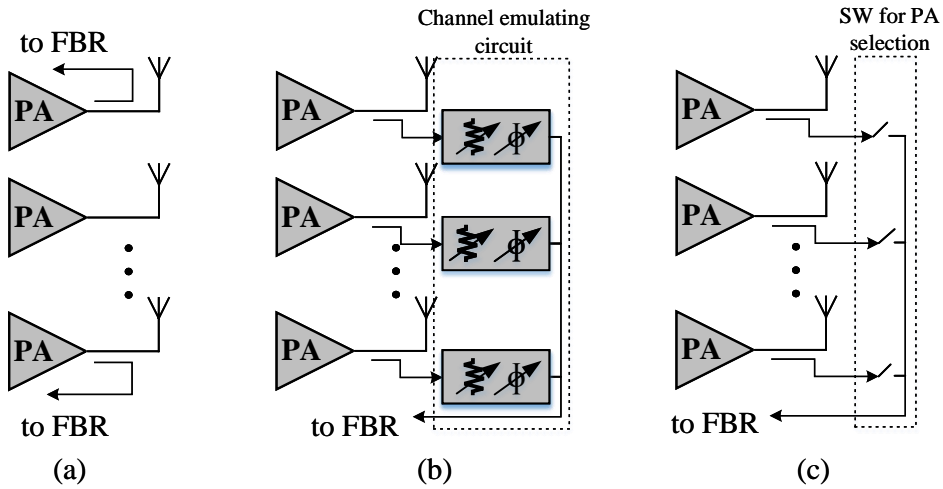 to FBR
PA
PA
PA
to FBR
(a)
Channel emulating
circuit
PA
ϕ
PA
ϕ
PA
ϕ
to FBR
(b)
SW for PA
selection
PA
PA
PA
to FBR
(c)